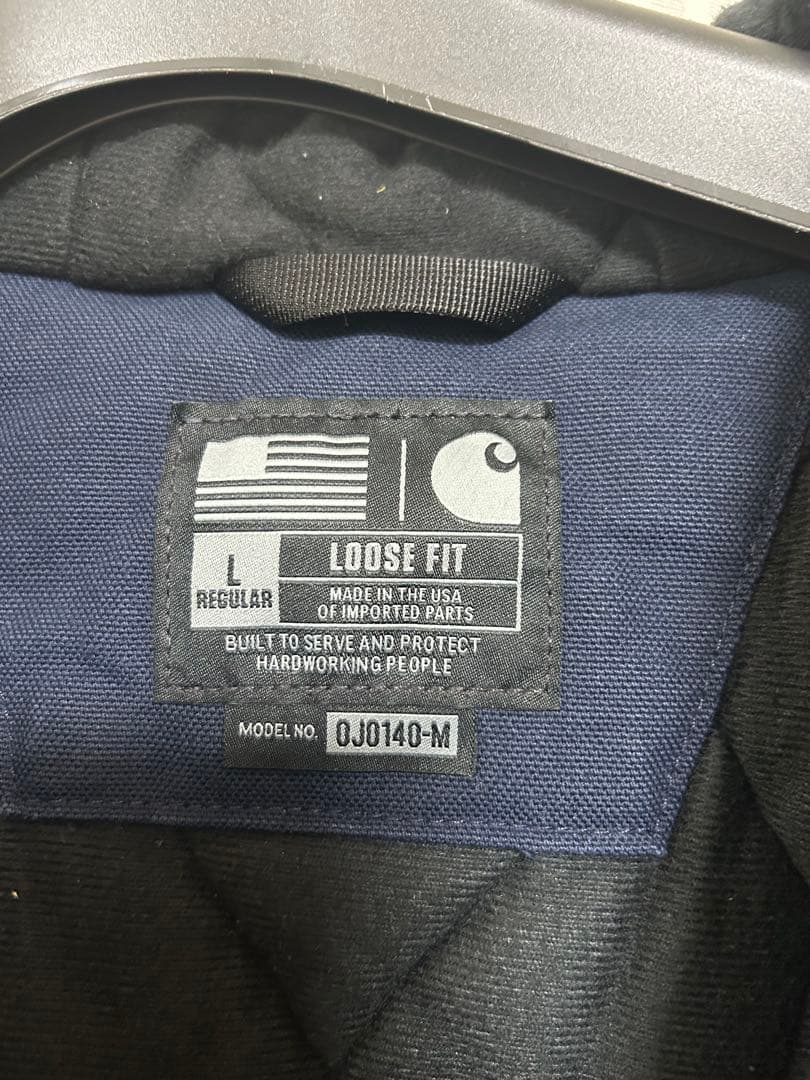 L
REGULAR
LOOSE FIT
MADE IN THE USA
OF IMPORTED PARTS
BUILT TO SERVE AND PROTECT
HARDWORKING PEOPLE
MODEL NO. 0J0140-M